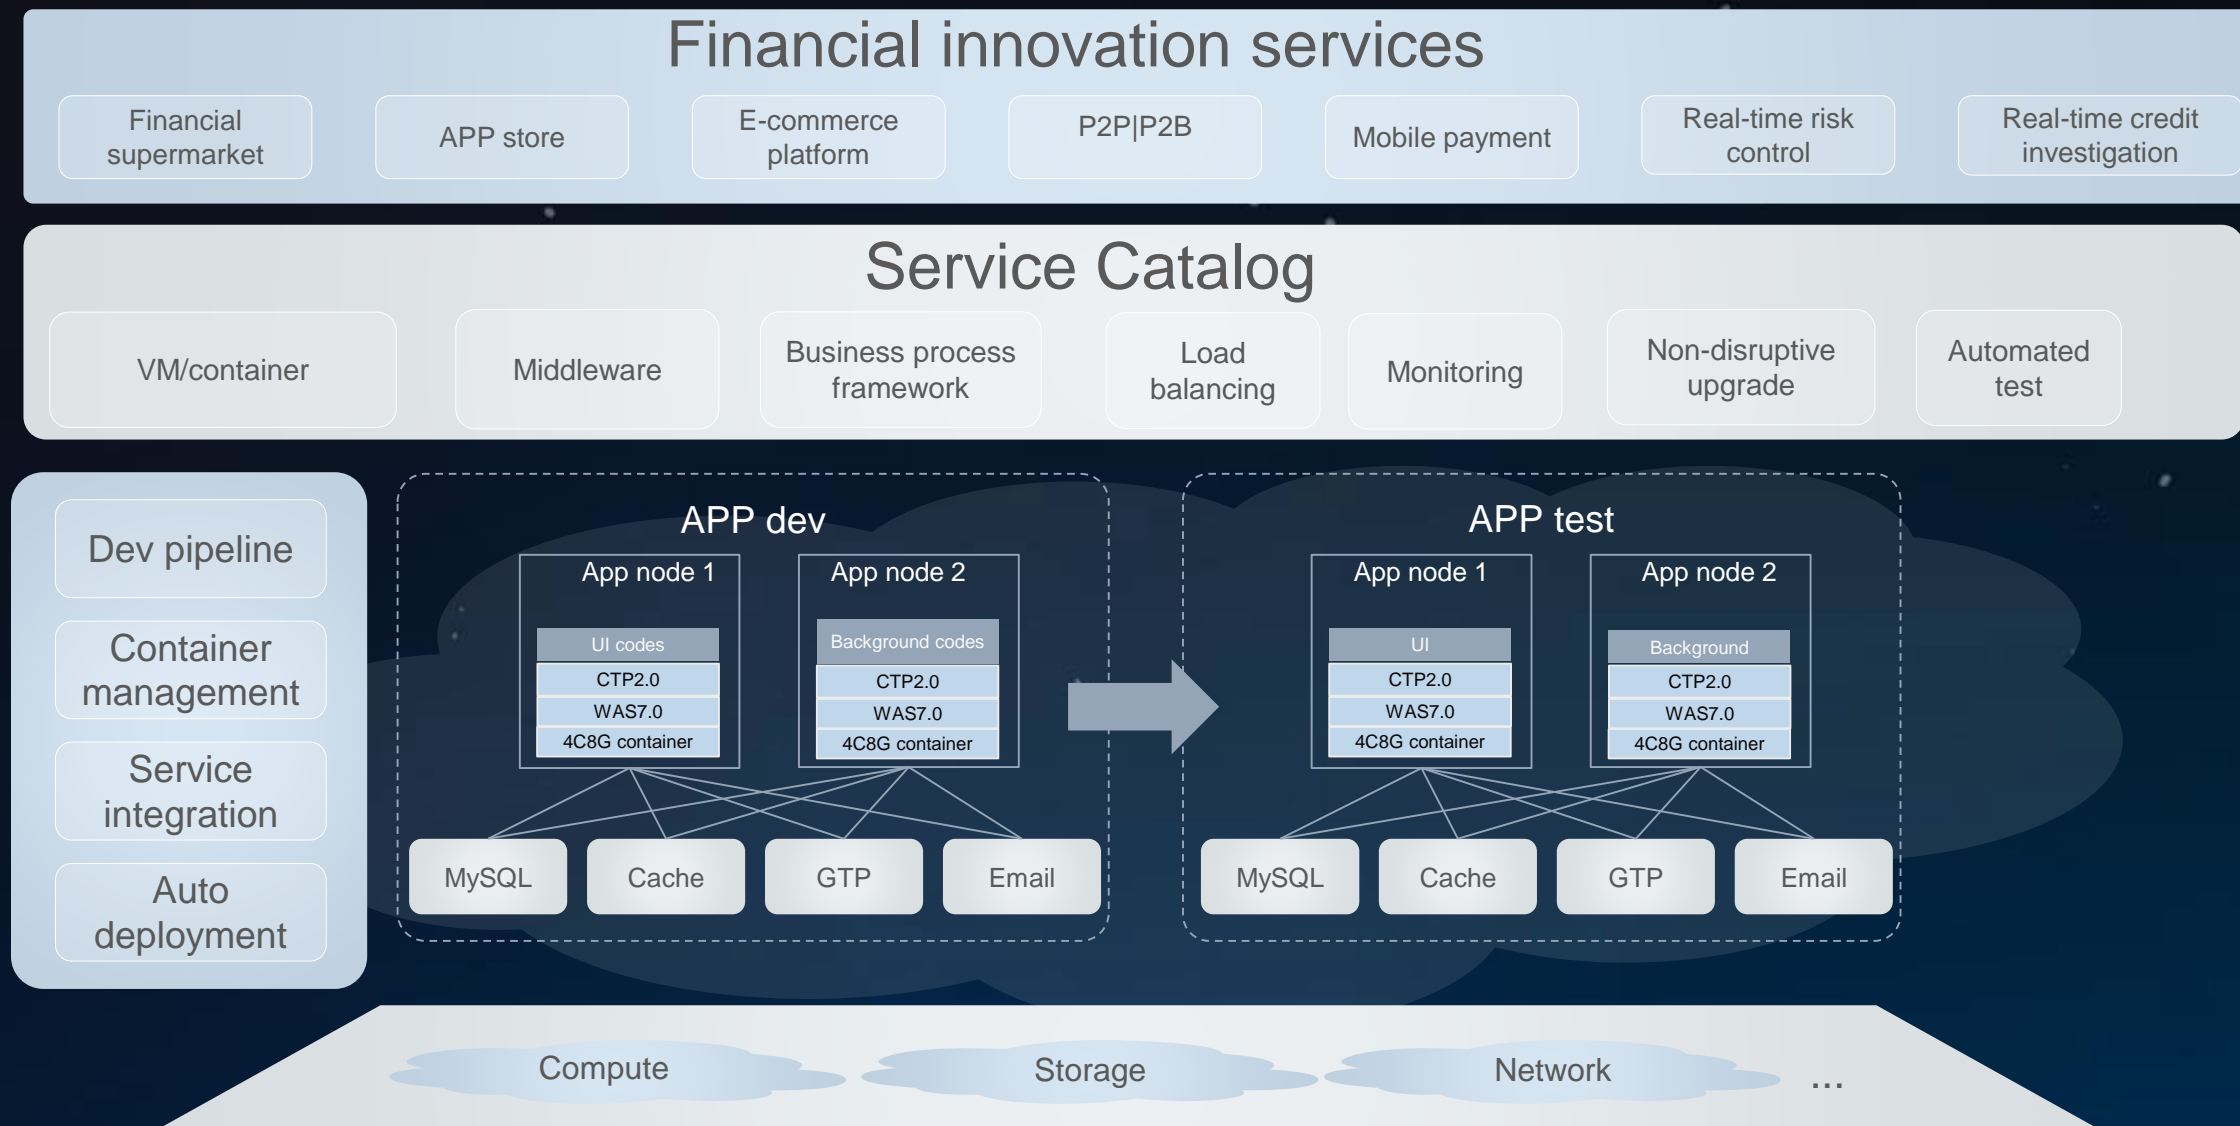 Financial innovation services
Financial
supermarket
APP store
E-commerce
platform
P2P|P2B
Mobile payment
Real-time risk
control
Real-time credit
investigation
Service Catalog
VM/container
Middleware
Business process
framework
Load
balancing
Monitoring
Non-disruptive
upgrade
Automated
test
Dev pipeline
Container
management
Service
integration
Auto
deployment
APP dev
App node 1
UI codes
CTP2.0
WAS7.0
4C8G container
App node 2
Background codes
CTP2.0
WAS7.0
4C8G container
MySQL
Cache
GTP
Email
APP test
App node 1
UI
CTP2.0
WAS7.0
4C8G container
App node 2
Background
CTP2.0
WAS7.0
4C8G container
MySQL
Cache
GTP
Email
Compute
Storage
Network
...